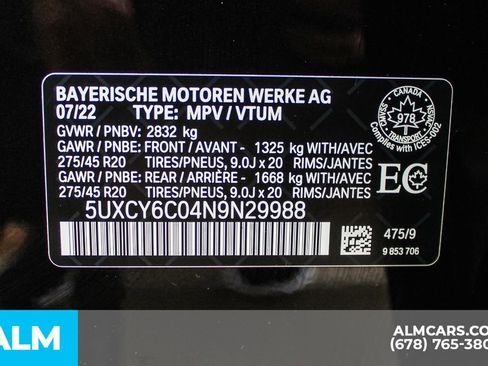 BAYERISCHE MOTOREN WERKE AG
07/22 TYPE: MPV / VTUM
GVWR / PNBV: 2832 kg
GAWR / PNBE: FRONT / AVANT - 1325 kg WITH/AVEC
275/45 R20 TIRES/PNEUS, 9.0J x 20 RIMS/JANTES
GAWR / PNBE: REAR / ARRIÈRE - 1668 kg WITH/AVEC
275/45 R20 TIRES/PNEUS, 9.0J x 20 RIMS/JANTES
5UXCY6C04N9N29988
CANADA
978
Complies with ICES-002
EC
475/9
9 853 706
ALM
ALMCARS.CO
(678) 765-380